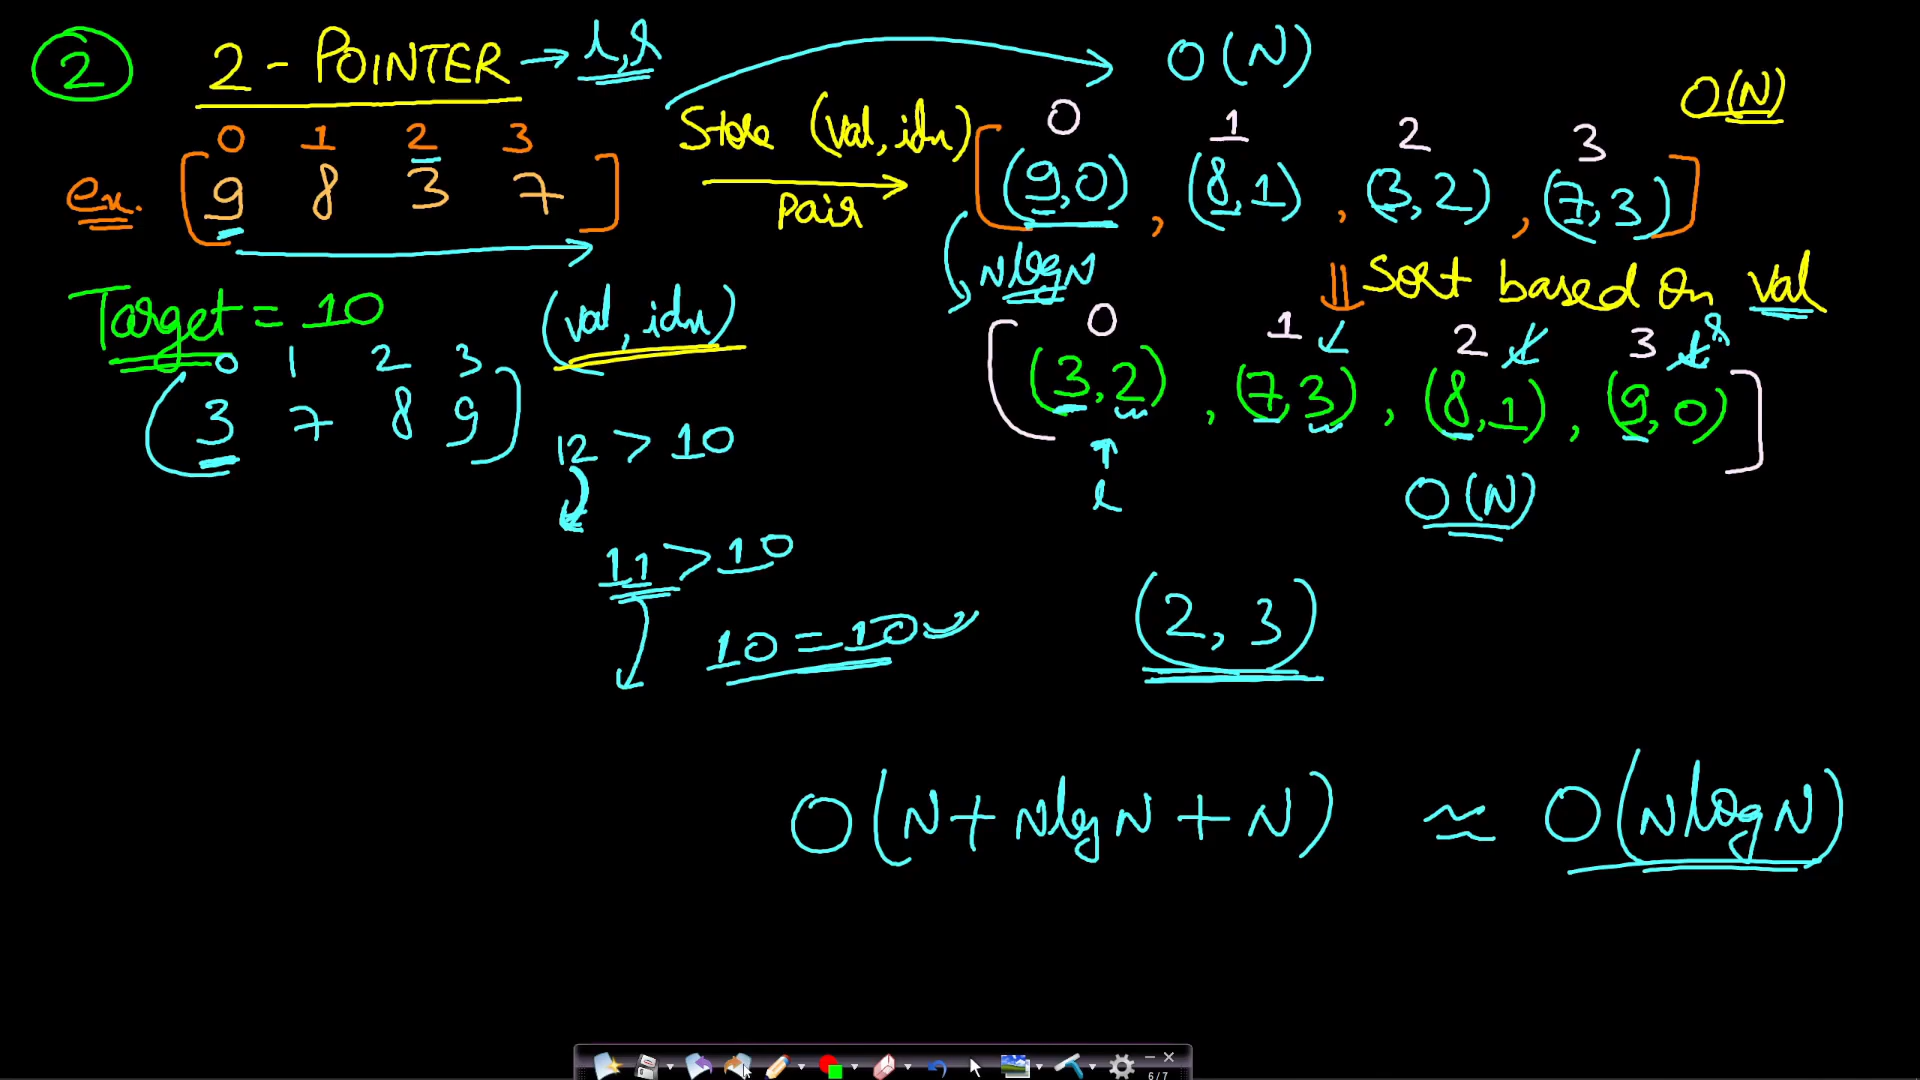 2 2-POINTER → l,r
O(N)
O(N)
0 1 2 3
ex. [9 8 3 7]
Store (val, idx)
Pair
0 1 2 3
[(9,0), (8,1), (3,2), (7,3)]
NlogN
Sort based on val
Target = 10
(val, idx)
0 1 2 3
(3 7 8 9)
0 1 2 3 r
[(3,2), (7,3), (8,1), (9,0)]
l
12 > 10
O(N)
11 > 10
10 = 10
(2, 3)
O(N + NlogN + N) ≈ O(NlogN)
6/7